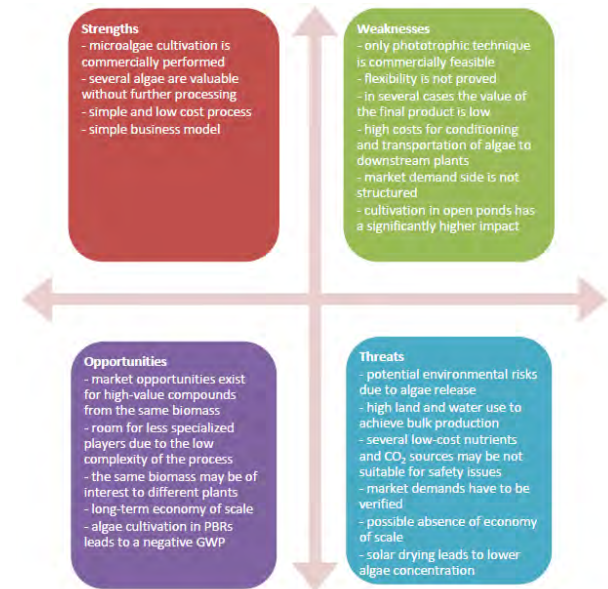 Strengths
- microalgae cultivation is
commercially performed
- several algae are valuable
without further processing
- simple and low cost process
- simple business model
Weaknesses
- only phototrophic technique
is commercially feasible
- flexibility is not proved
- in several cases the value of
the final product is low
- high costs for conditioning
and transportation of algae to
downstream plants
- market demand side is not
structured
- cultivation in open ponds has
a significantly higher impact
Opportunities
- market opportunities exist
for high-value compounds
from the same biomass
- room for less specialized
players due to the low
complexity of the process
- the same biomass may be of
interest to different plants
- long-term economy of scale
- algae cultivation in PBRs
leads to a negative GWP
Threats
- potential environmental risks
due to algae release
- high land and water use to
achieve bulk production
- several low-cost nutrients
and CO₂ sources may be not
suitable for safety issues
- market demands have to be
verified
- possible absence of economy
of scale
- solar drying leads to lower
algae concentration